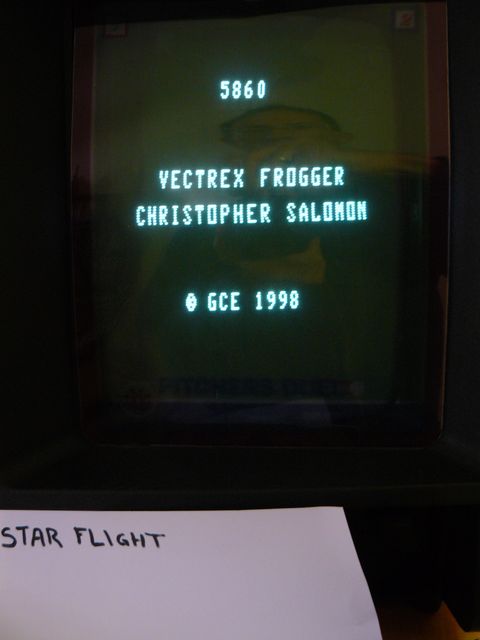 5860
VECTREX FROGGER
CHRISTOPHER SALOMON
© GCE 1998
STAR FLIGHT